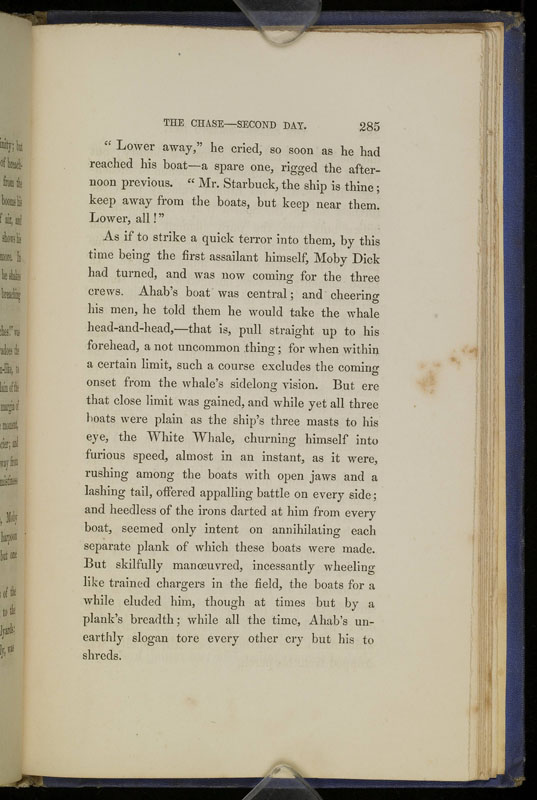 THE CHASE—SECOND DAY. 285
“ Lower away,” he cried, so soon as he had
reached his boat—a spare one, rigged the after-
noon previous. “ Mr. Starbuck, the ship is thine ;
keep away from the boats, but keep near them.
Lower, all !”
As if to strike a quick terror into them, by this
time being the first assailant himself, Moby Dick
had turned, and was now coming for the three
crews. Ahab’s boat was central ; and cheering
his men, he told them he would take the whale
head-and-head,—that is, pull straight up to his
forehead, a not uncommon thing ; for when within
a certain limit, such a course excludes the coming
onset from the whale’s sidelong vision. But ere
that close limit was gained, and while yet all three
boats were plain as the ship’s three masts to his
eye, the White Whale, churning himself into
furious speed, almost in an instant, as it were,
rushing among the boats with open jaws and a
lashing tail, offered appalling battle on every side ;
and heedless of the irons darted at him from every
boat, seemed only intent on annihilating each
separate plank of which these boats were made.
But skilfully manœuvred, incessantly wheeling
like trained chargers in the field, the boats for a
while eluded him, though at times but by a
plank’s breadth ; while all the time, Ahab’s un-
earthly slogan tore every other cry but his to
shreds.